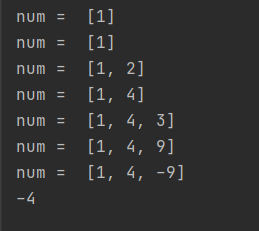 num =  [1]
num =  [1]
num =  [1, 2]
num =  [1, 4]
num =  [1, 4, 3]
num =  [1, 4, 9]
num =  [1, 4, -9]
-4